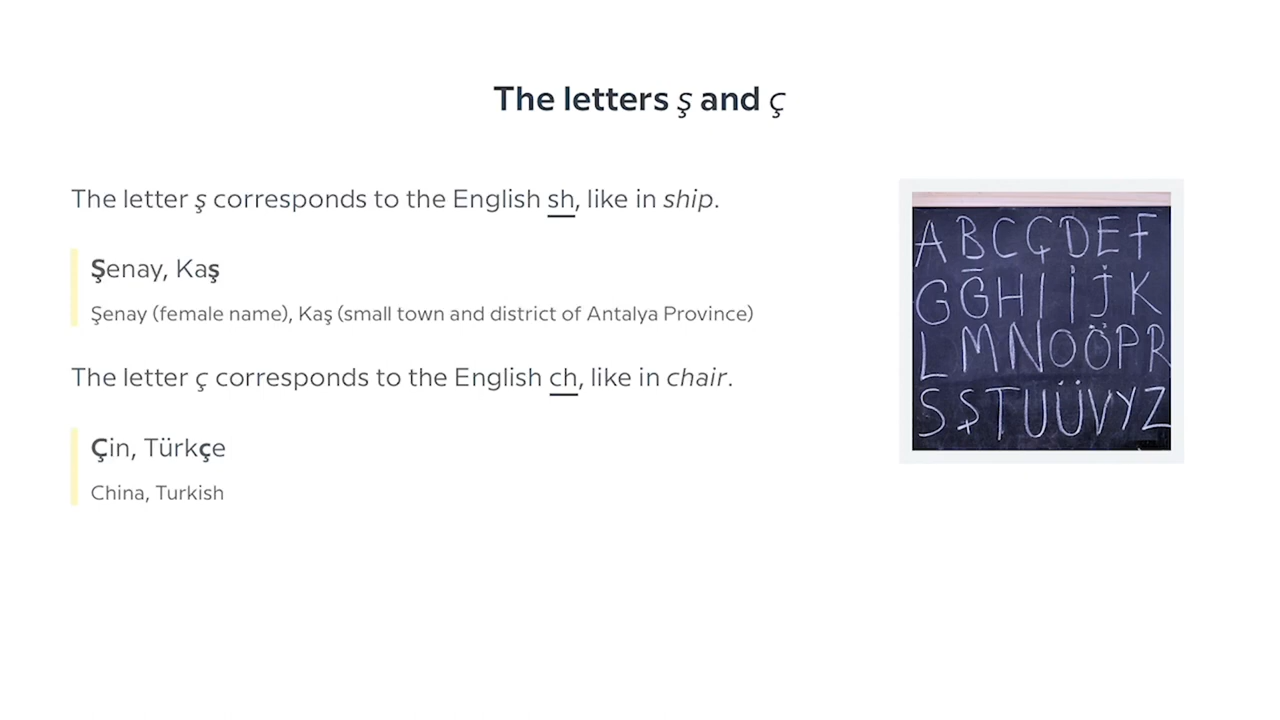 The letters ş and ç
The letter ş corresponds to the English sh, like in ship.
Şenay, Kaş
Şenay (female name), Kaş (small town and district of Antalya Province)
The letter ç corresponds to the English ch, like in chair.
Çin, Türkçe
China, Turkish
A B C Ç D E F
G Ğ H I İ J K
L M N O Ö P R
S Ş T U Ü V Y Z